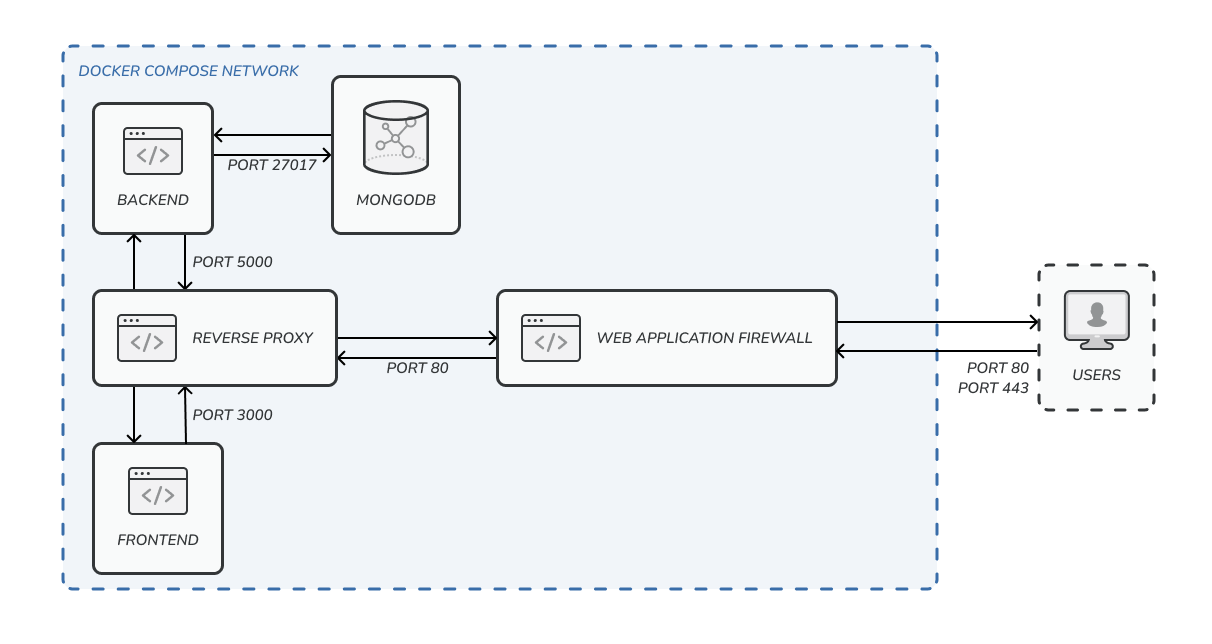 DOCKER COMPOSE NETWORK
BACKEND
PORT 27017
MONGODB
PORT 5000
REVERSE PROXY
PORT 80
WEB APPLICATION FIREWALL
PORT 80
PORT 443
USERS
PORT 3000
FRONTEND